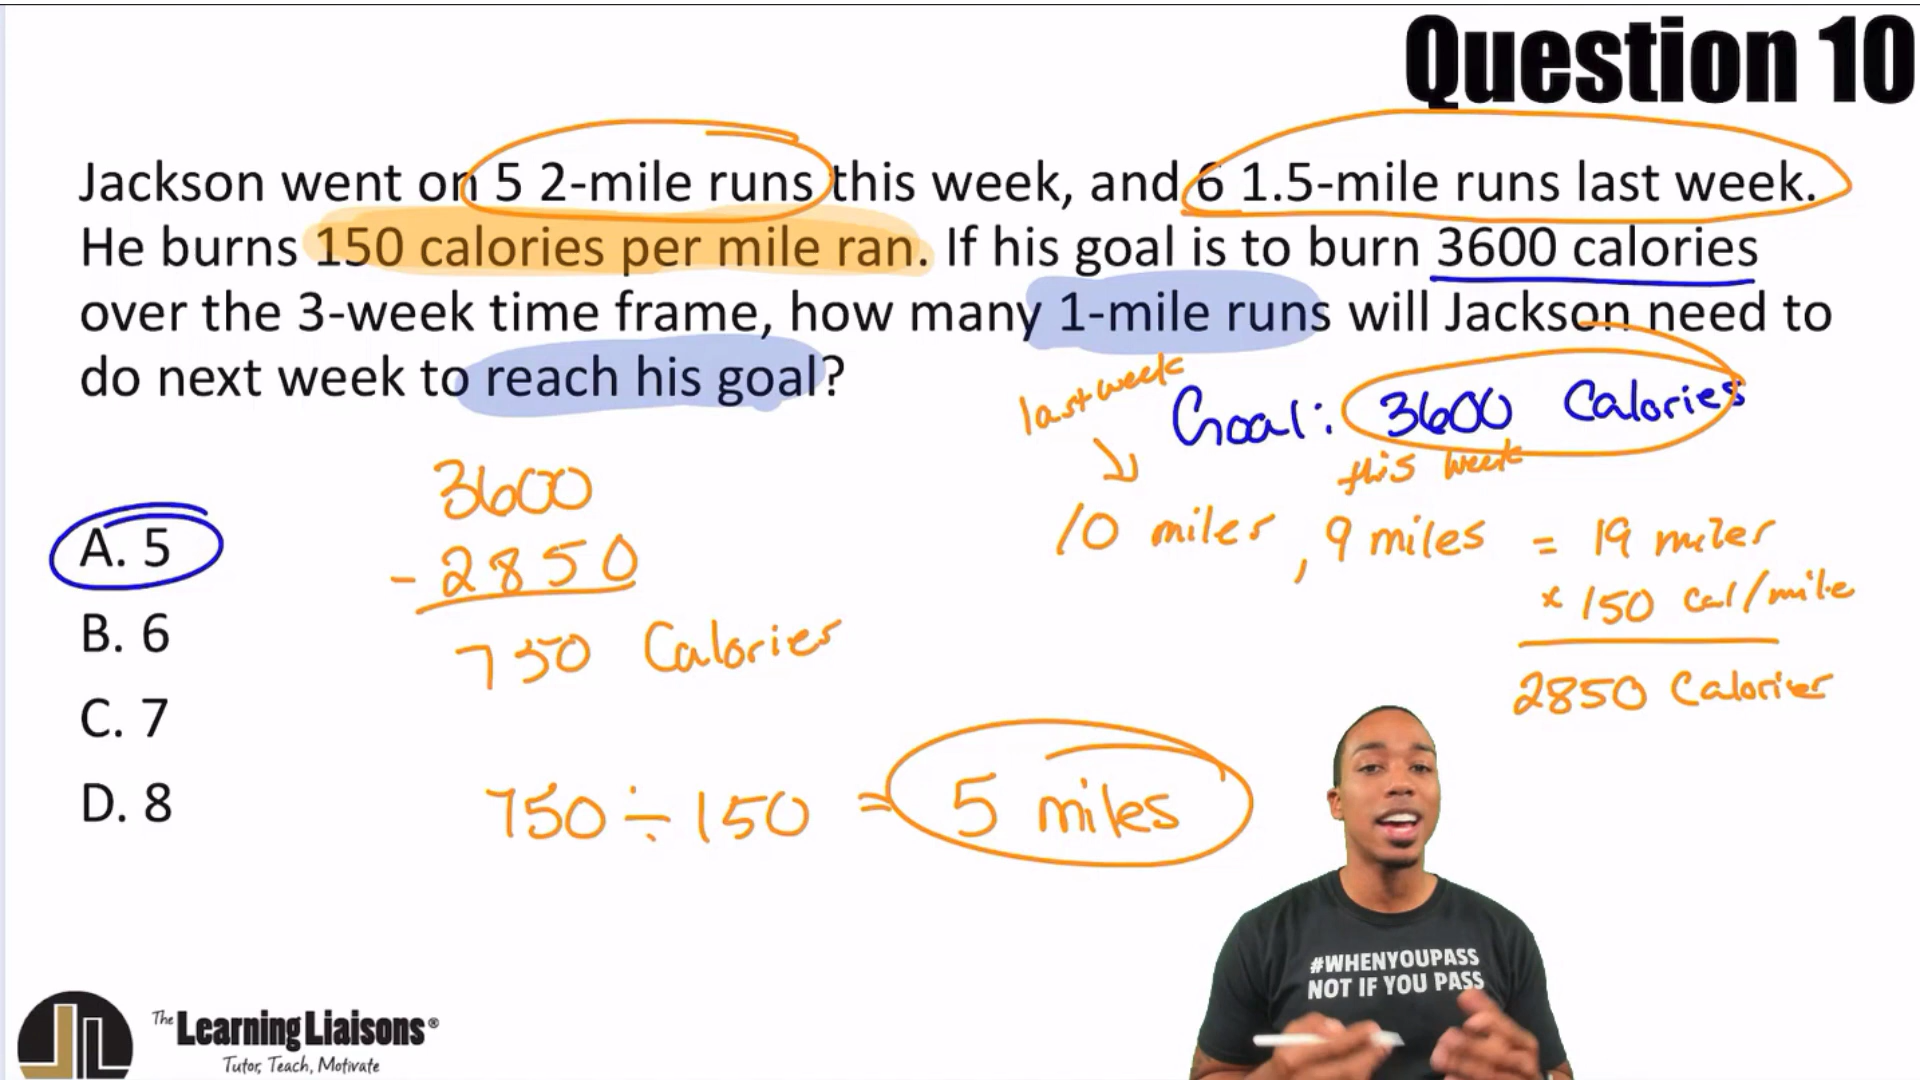 Question 10
Jackson went on 5 2-mile runs this week, and 6 1.5-mile runs last week.
He burns 150 calories per mile ran. If his goal is to burn 3600 calories
over the 3-week time frame, how many 1-mile runs will Jackson need to
do next week to reach his goal?
last week
Goal: 3600 Calories
this week
10 miles, 9 miles = 19 miles
× 150 Cal/mile
2850 Calories
3600
- 2850
750 Calories
750 ÷ 150 = 5 miles
A. 5
B. 6
C. 7
D. 8
#WHENYOUPASS
NOT IF YOU PASS
The Learning Liaisons®
Tutor, Teach, Motivate